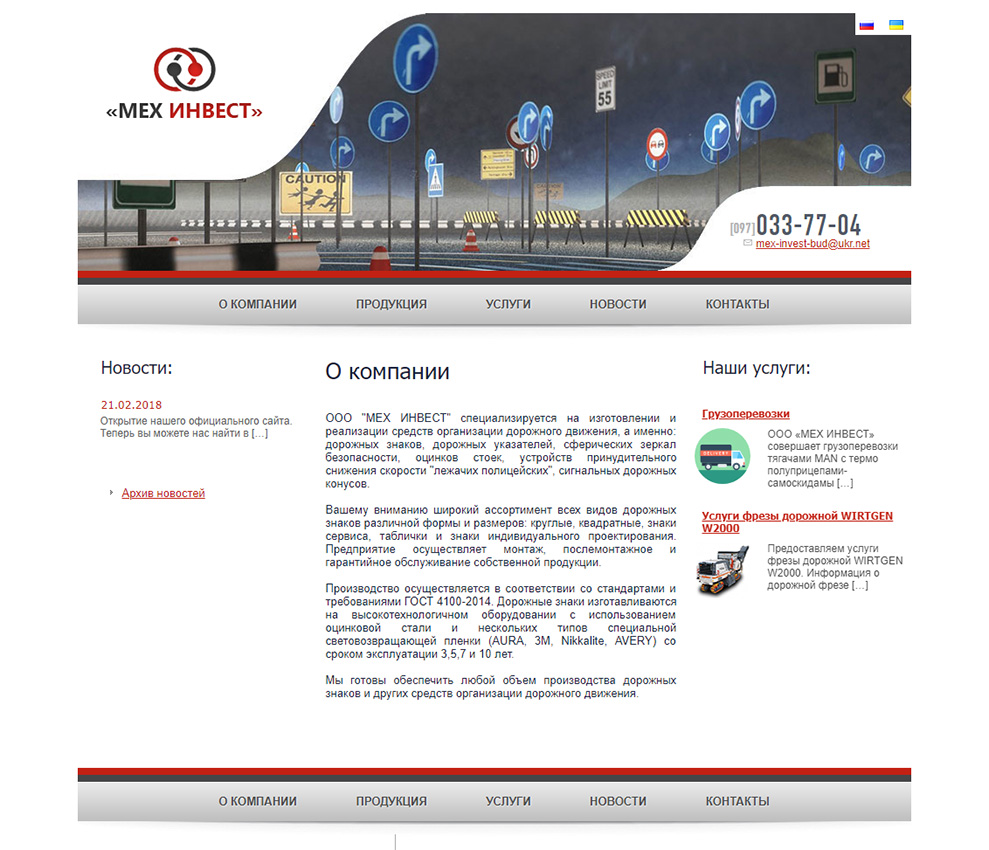 «МЕХ ИНВЕСТ»
SPEED
LIMIT
55
CAUTION
CAUTION
[097]033-77-04
mex-invest-bud@ukr.net
О КОМПАНИИ ПРОДУКЦИЯ УСЛУГИ НОВОСТИ КОНТАКТЫ
Новости:
21.02.2018
Открытие нашего официального сайта.
Теперь вы можете нас найти в [...]
Архив новостей
О компании
ООО "МЕХ ИНВЕСТ" специализируется на изготовлении и
реализации средств организации дорожного движения, а именно:
дорожных знаков, дорожных указателей, сферических зеркал
безопасности, оцинков стоек, устройств принудительного
снижения скорости "лежачих полицейских", сигнальных дорожных
конусов.
Вашему вниманию широкий ассортимент всех видов дорожных
знаков различной формы и размеров: круглые, квадратные, знаки
сервиса, таблички и знаки индивидуального проектирования.
Предприятие осуществляет монтаж, послемонтажное и
гарантийное обслуживание собственной продукции.
Производство осуществляется в соответствии со стандартами и
требованиями ГОСТ 4100-2014. Дорожные знаки изготавливаются
на высокотехнологичном оборудовании с использованием
оцинковой стали и нескольких типов специальной
световозвращающей пленки (AURA, 3M, Nikkalite, AVERY) со
сроком эксплуатации 3,5,7 и 10 лет.
Мы готовы обеспечить любой объем производства дорожных
знаков и других средств организации дорожного движения.
Наши услуги:
Грузоперевозки
DELIVERY
ООО «МЕХ ИНВЕСТ»
совершает грузоперевозки
тягачами MAN с термо
полуприцепами-
самоскидамы [...]
Услуги фрезы дорожной WIRTGEN
W2000
Предоставляем услуги
фрезы дорожной WIRTGEN
W2000. Информация о
дорожной фрезе [...]
О КОМПАНИИ ПРОДУКЦИЯ УСЛУГИ НОВОСТИ КОНТАКТЫ